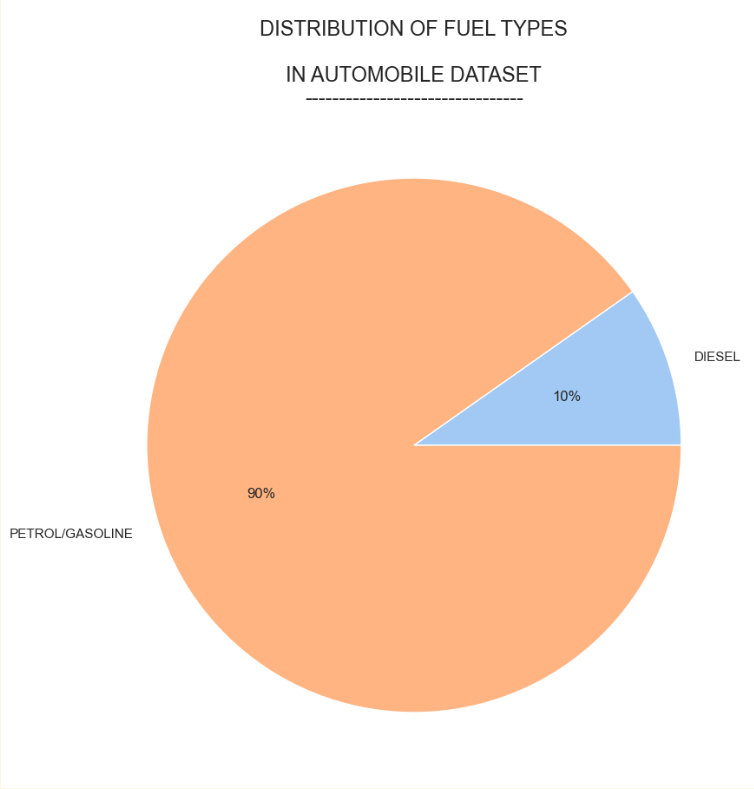 DISTRIBUTION OF FUEL TYPES
IN AUTOMOBILE DATASET
--------------------------------
DIESEL
10%
90%
PETROL/GASOLINE